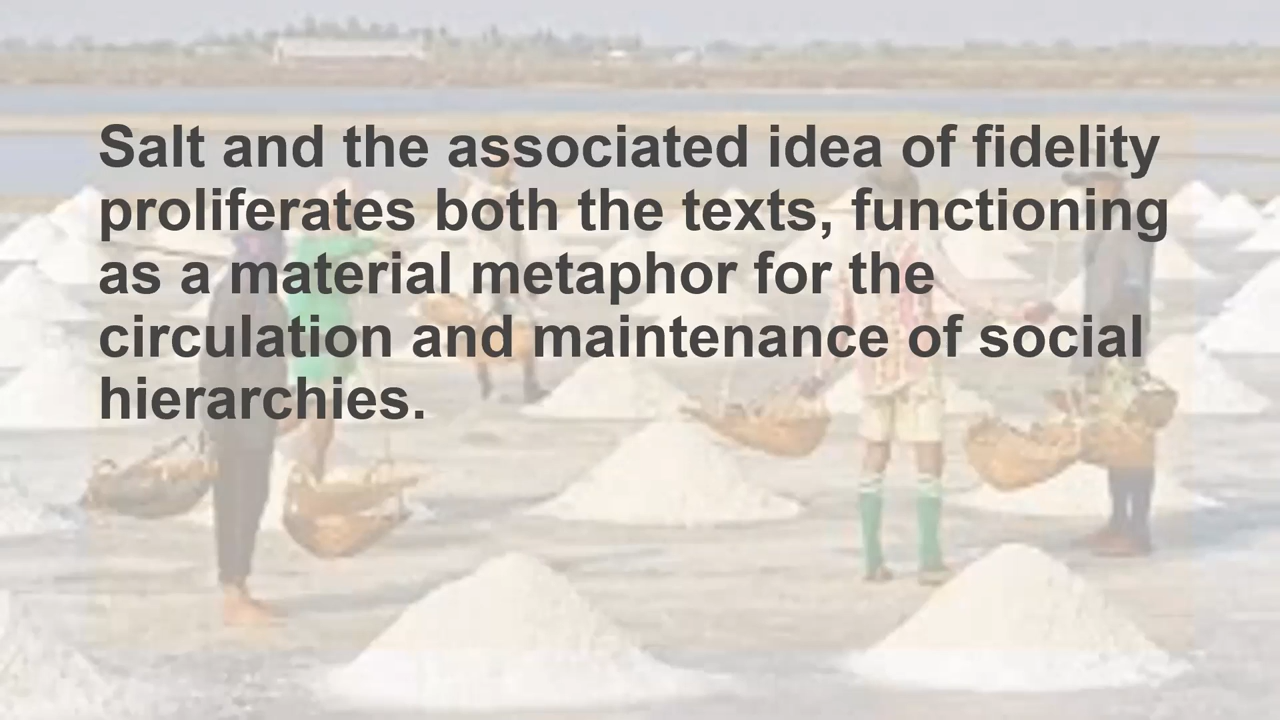 Salt and the associated idea of fidelity
proliferates both the texts, functioning
as a material metaphor for the
circulation and maintenance of social
hierarchies.